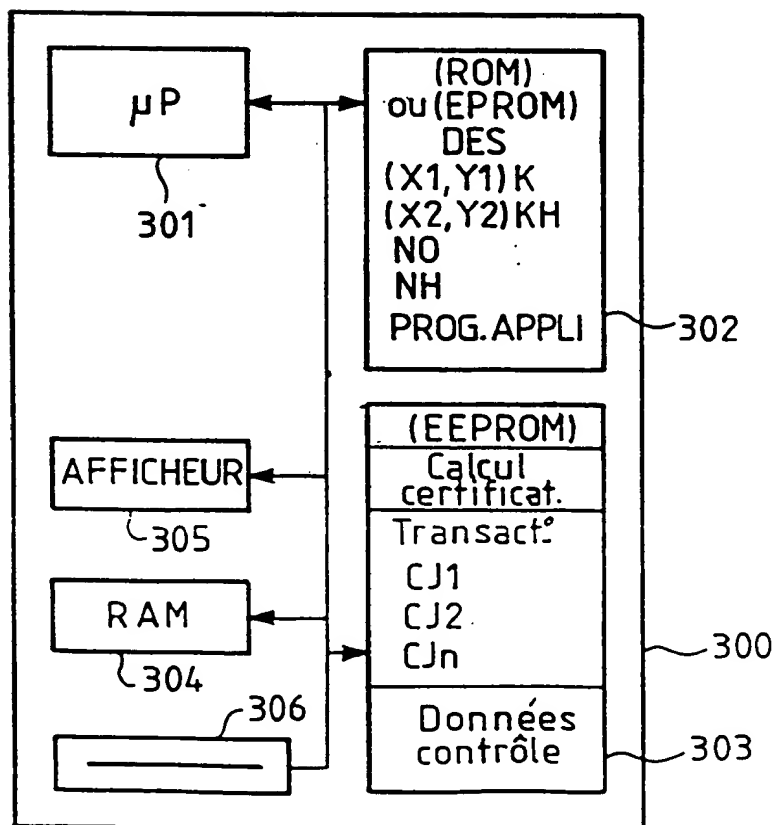 µP
301
(ROM)
ou (EPROM)
DES
(X1, Y1) K
(X2, Y2) KH
NO
NH
PROG. APPLI
302
AFFICHEUR
305
RAM
304
306
(EEPROM)
Calcul
certificat.
Transact.°
CJ1
CJ2
CJn
Données
contrôle
300
303